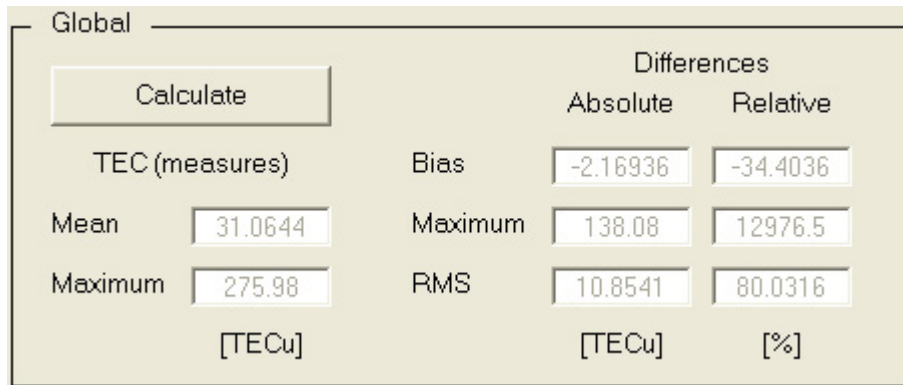 Global
Differences
Calculate Absolute Relative
TEC (measures) Bias -2.16936 -34.4036
Mean 31.0644 Maximum 138.08 12976.5
Maximum 275.98 RMS 10.8541 80.0316
[TECu] [TECu] [%]